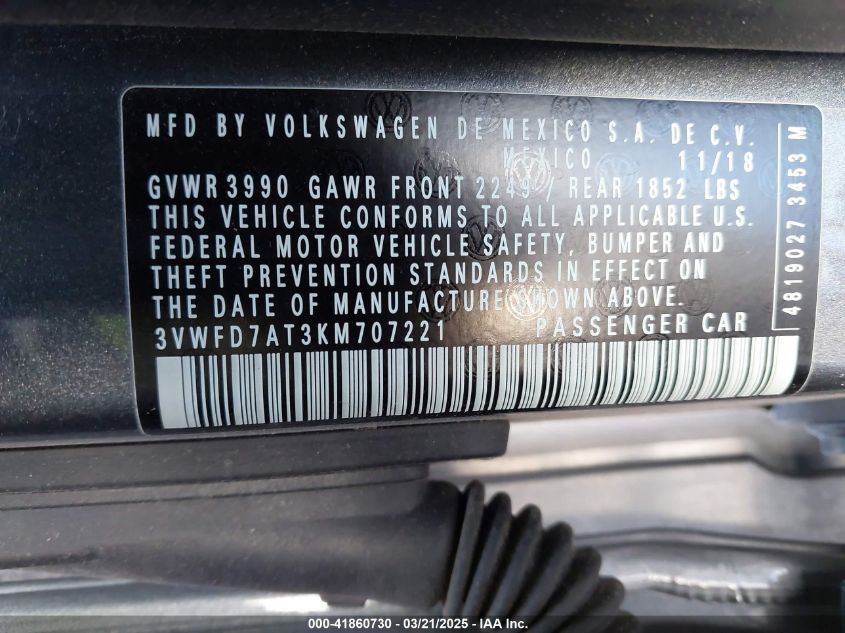 MFD BY VOLKSWAGEN DE MEXICO S.A. DE C.V.
MEXICO 11/18
GVWR 3990 GAWR FRONT 2249 / REAR 1852 LBS
THIS VEHICLE CONFORMS TO ALL APPLICABLE U.S.
FEDERAL MOTOR VEHICLE SAFETY, BUMPER AND
THEFT PREVENTION STANDARDS IN EFFECT ON
THE DATE OF MANUFACTURE SHOWN ABOVE.
3VWFD7AT3KM707221 PASSENGER CAR
4819027 3453 M
000-41860730 - 03/21/2025 - IAA Inc.